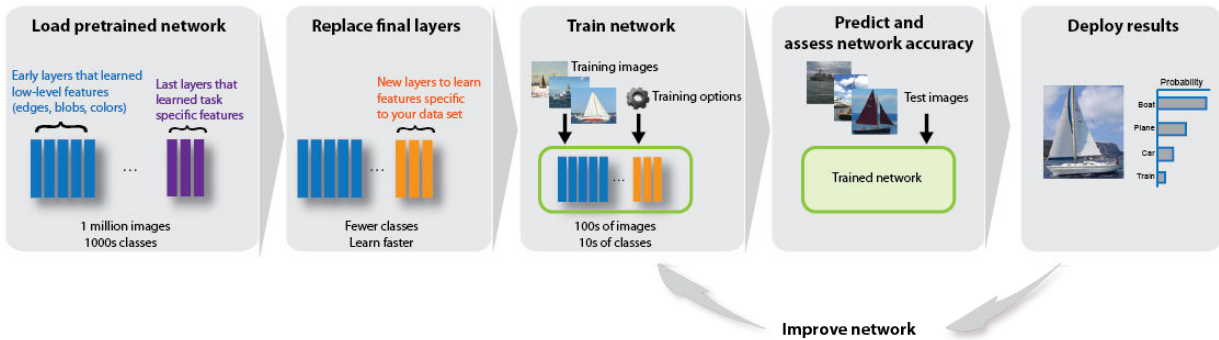 Load pretrained network
Early layers that learned
low-level features
(edges, blobs, colors)
Last layers that
learned task
specific features
...
1 million images
1000s classes
Replace final layers
New layers to learn
features specific
to your data set
...
Fewer classes
Learn faster
Train network
Training images
Training options
...
100s of images
10s of classes
Predict and
assess network accuracy
Test images
Trained network
Deploy results
Probability
Boat
Plane
Car
Train
Improve network